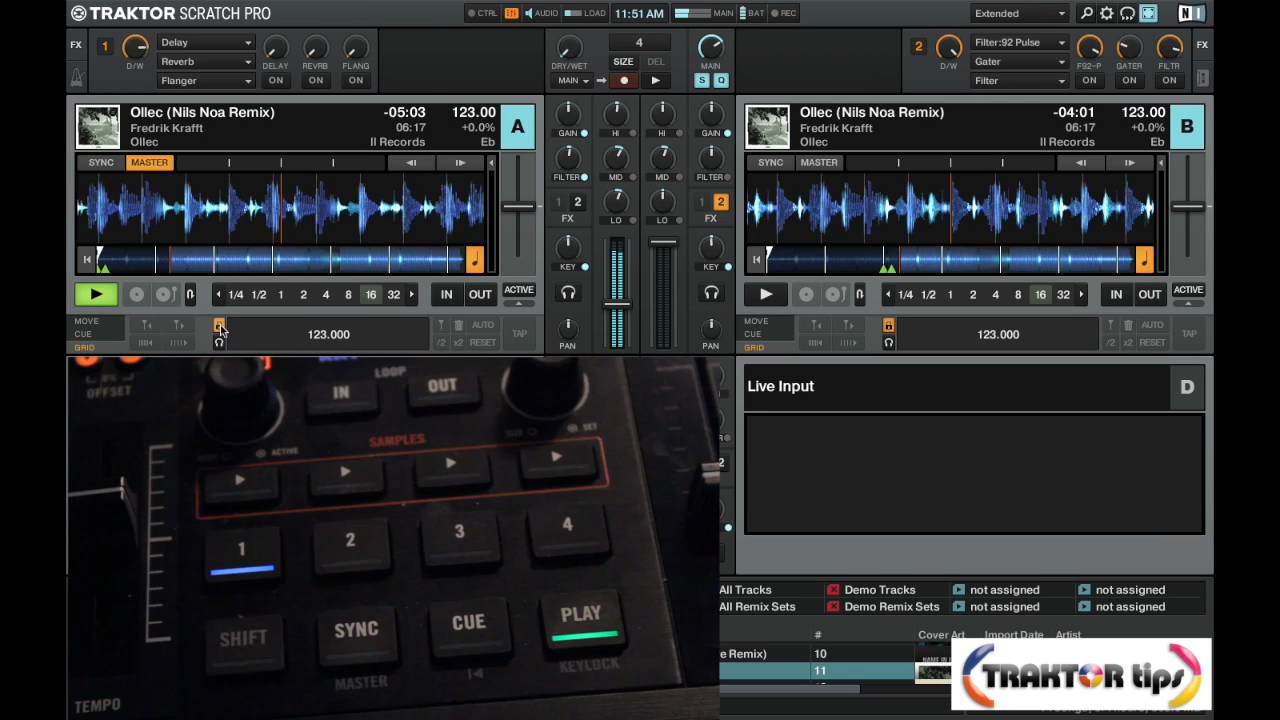 TRAKTOR SCRATCH PRO
CTRL AUDIO LOAD 11:51 AM MAIN BAT REC
Extended
FX 1 D/W
Delay
Reverb
Flanger
DELAY REVRB FLANG
ON ON ON
DRY/WET
MAIN
4
SIZE DEL
MAIN
S Q
2 D/W
Filter:92 Pulse
Gater
Filter
F92-P GATER FILTR
ON ON ON
FX
Ollec (Nils Noa Remix) -05:03 123.00
Fredrik Krafft 06:17 +0.0%
Ollec II Records Eb
A
SYNC MASTER
1/4 1/2 1 2 4 8 16 32
IN OUT
ACTIVE
MOVE
CUE
GRID
123.000
AUTO
/2 x2 RESET
TAP
GAIN HI HI GAIN
FILTER MID MID FILTER
1 2 LO LO 1 2
FX FX
KEY KEY
PAN PAN
Ollec (Nils Noa Remix) -04:01 123.00
Fredrik Krafft 06:17 +0.0%
Ollec II Records Eb
B
SYNC MASTER
1/4 1/2 1 2 4 8 16 32
IN OUT
ACTIVE
MOVE
CUE
GRID
123.000
AUTO
/2 x2 RESET
TAP
OFFSET
LOOP
IN OUT
SAMPLES
ACTIVE
SIZE
SET
1 2 3 4
SHIFT SYNC CUE PLAY
MASTER KEYLOCK
TEMPO
Live Input D
All Tracks Demo Tracks not assigned not assigned
All Remix Sets Demo Remix Sets not assigned not assigned
# Cover Art Import Date Artist
e Remix) 10
11
TRAKTOR tips